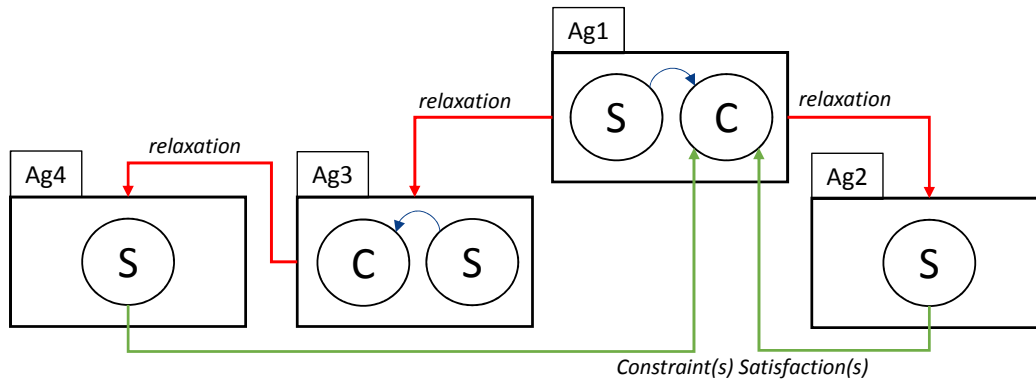 Ag1
S C
relaxation
relaxation
relaxation
Ag4
Ag3
Ag2
S
C S
S
Constraint(s) Satisfaction(s)